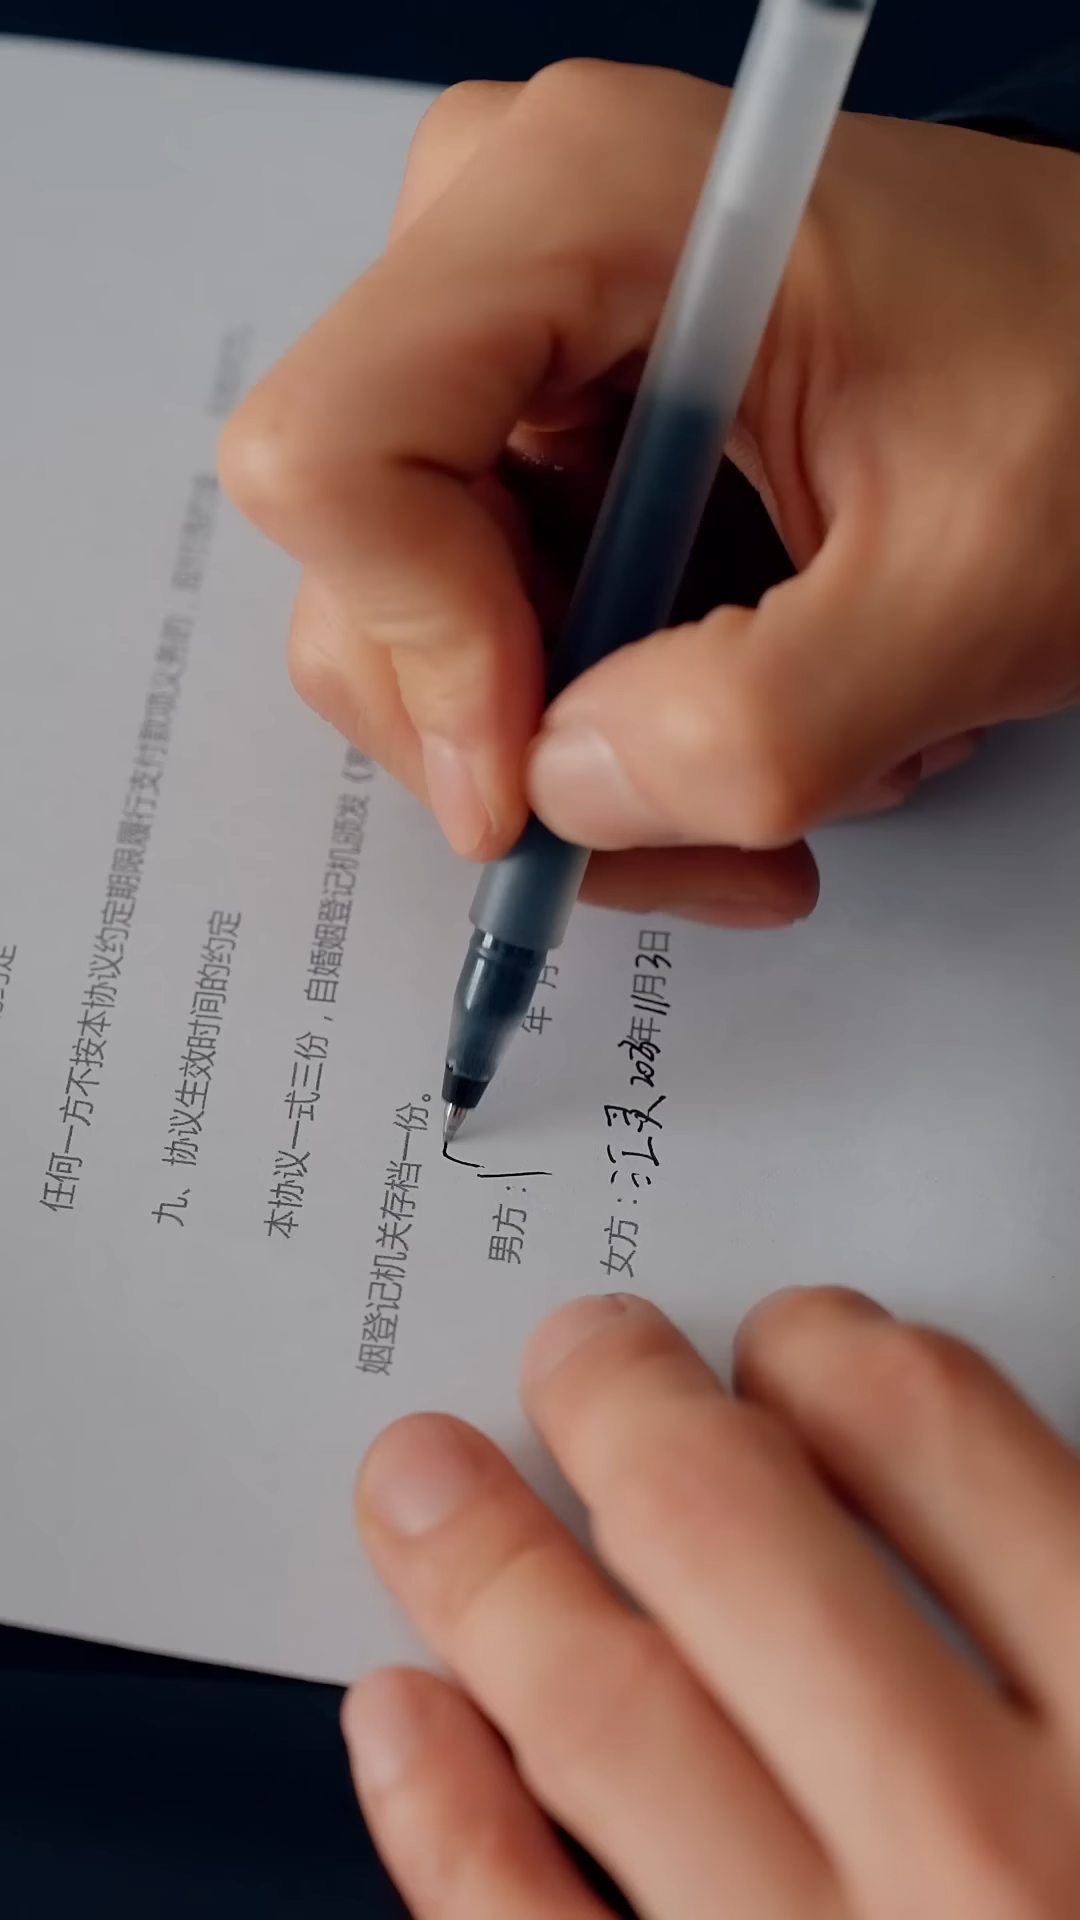 约定
任何一方不按本协议约定期限履行支付款项义务的,
九、协议生效时间的约定
本协议一式三份，自婚姻登记机颁发《离
姻登记机关存档一份。
男方： 年 月
女方：江灵 2023年11月3日